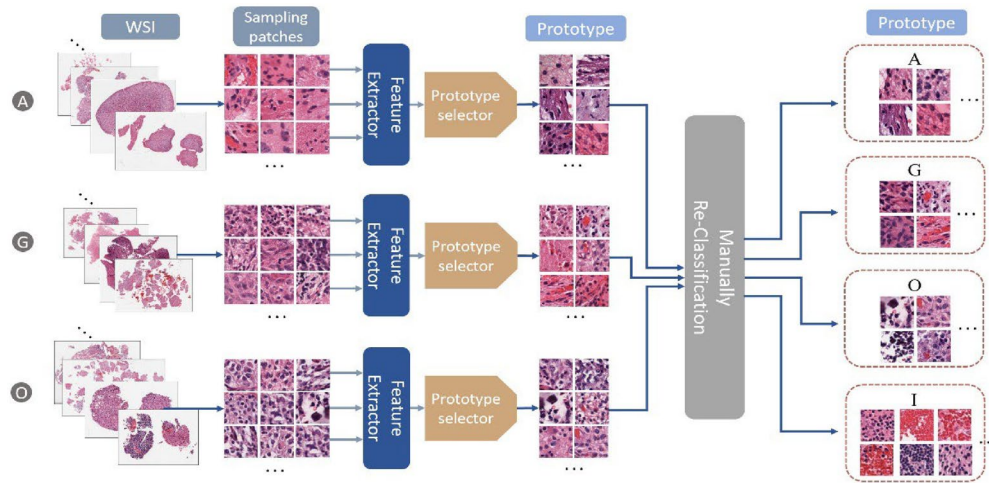 WSI
Sampling
patches
Prototype
Prototype
A
Feature
Extractor
Prototype
selector
...
...
A
...
G
Feature
Extractor
Prototype
selector
...
...
G
...
Manually
Re-Classification
O
Feature
Extractor
Prototype
selector
...
...
O
...
I
...